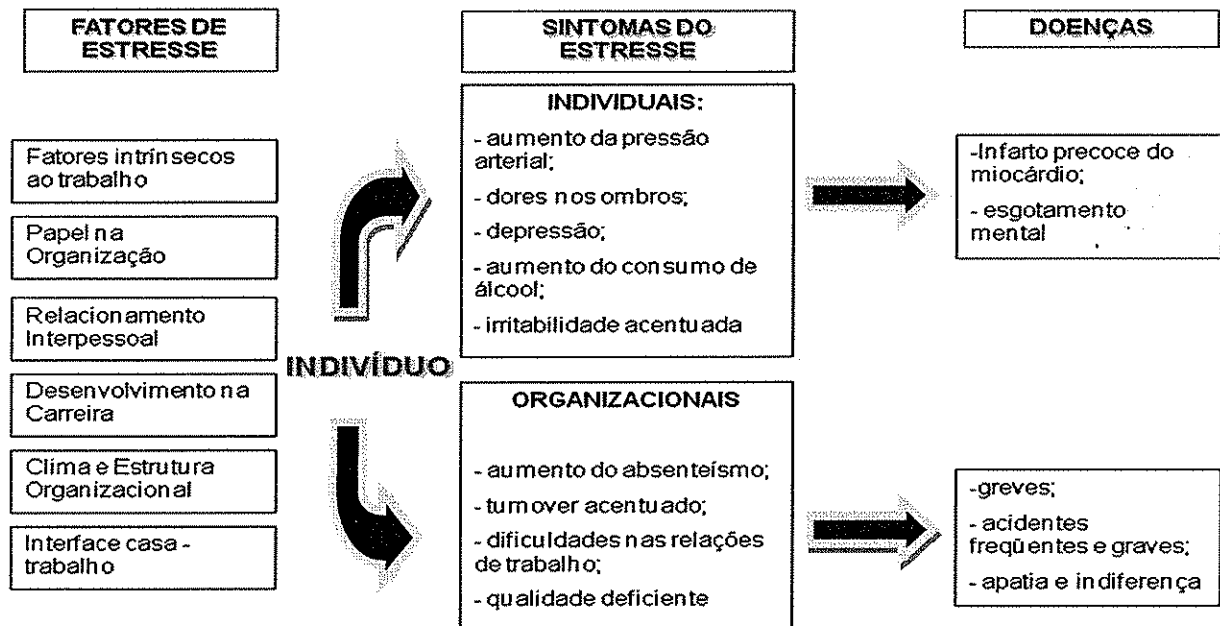 FATORES DE
ESTRESSE
Fatores intrínsecos
ao trabalho
Papel na
Organização
Relacionamento
Interpessoal
Desenvolvimento na
Carreira
Clima e Estrutura
Organizacional
Interface casa -
trabalho
INDIVÍDUO
SINTOMAS DO
ESTRESSE
INDIVIDUAIS:
- aumento da pressão
arterial;
- dores nos ombros;
- depressão;
- aumento do consumo de
álcool;
- irritabilidade acentuada
ORGANIZACIONAIS
- aumento do absenteísmo;
- turnover acentuado;
- dificuldades nas relações
de trabalho;
- qualidade deficiente
DOENÇAS
-Infarto precoce do
miocárdio;
- esgotamento
mental
-greves;
- acidentes
freqüentes e graves;
- apatia e indiferença